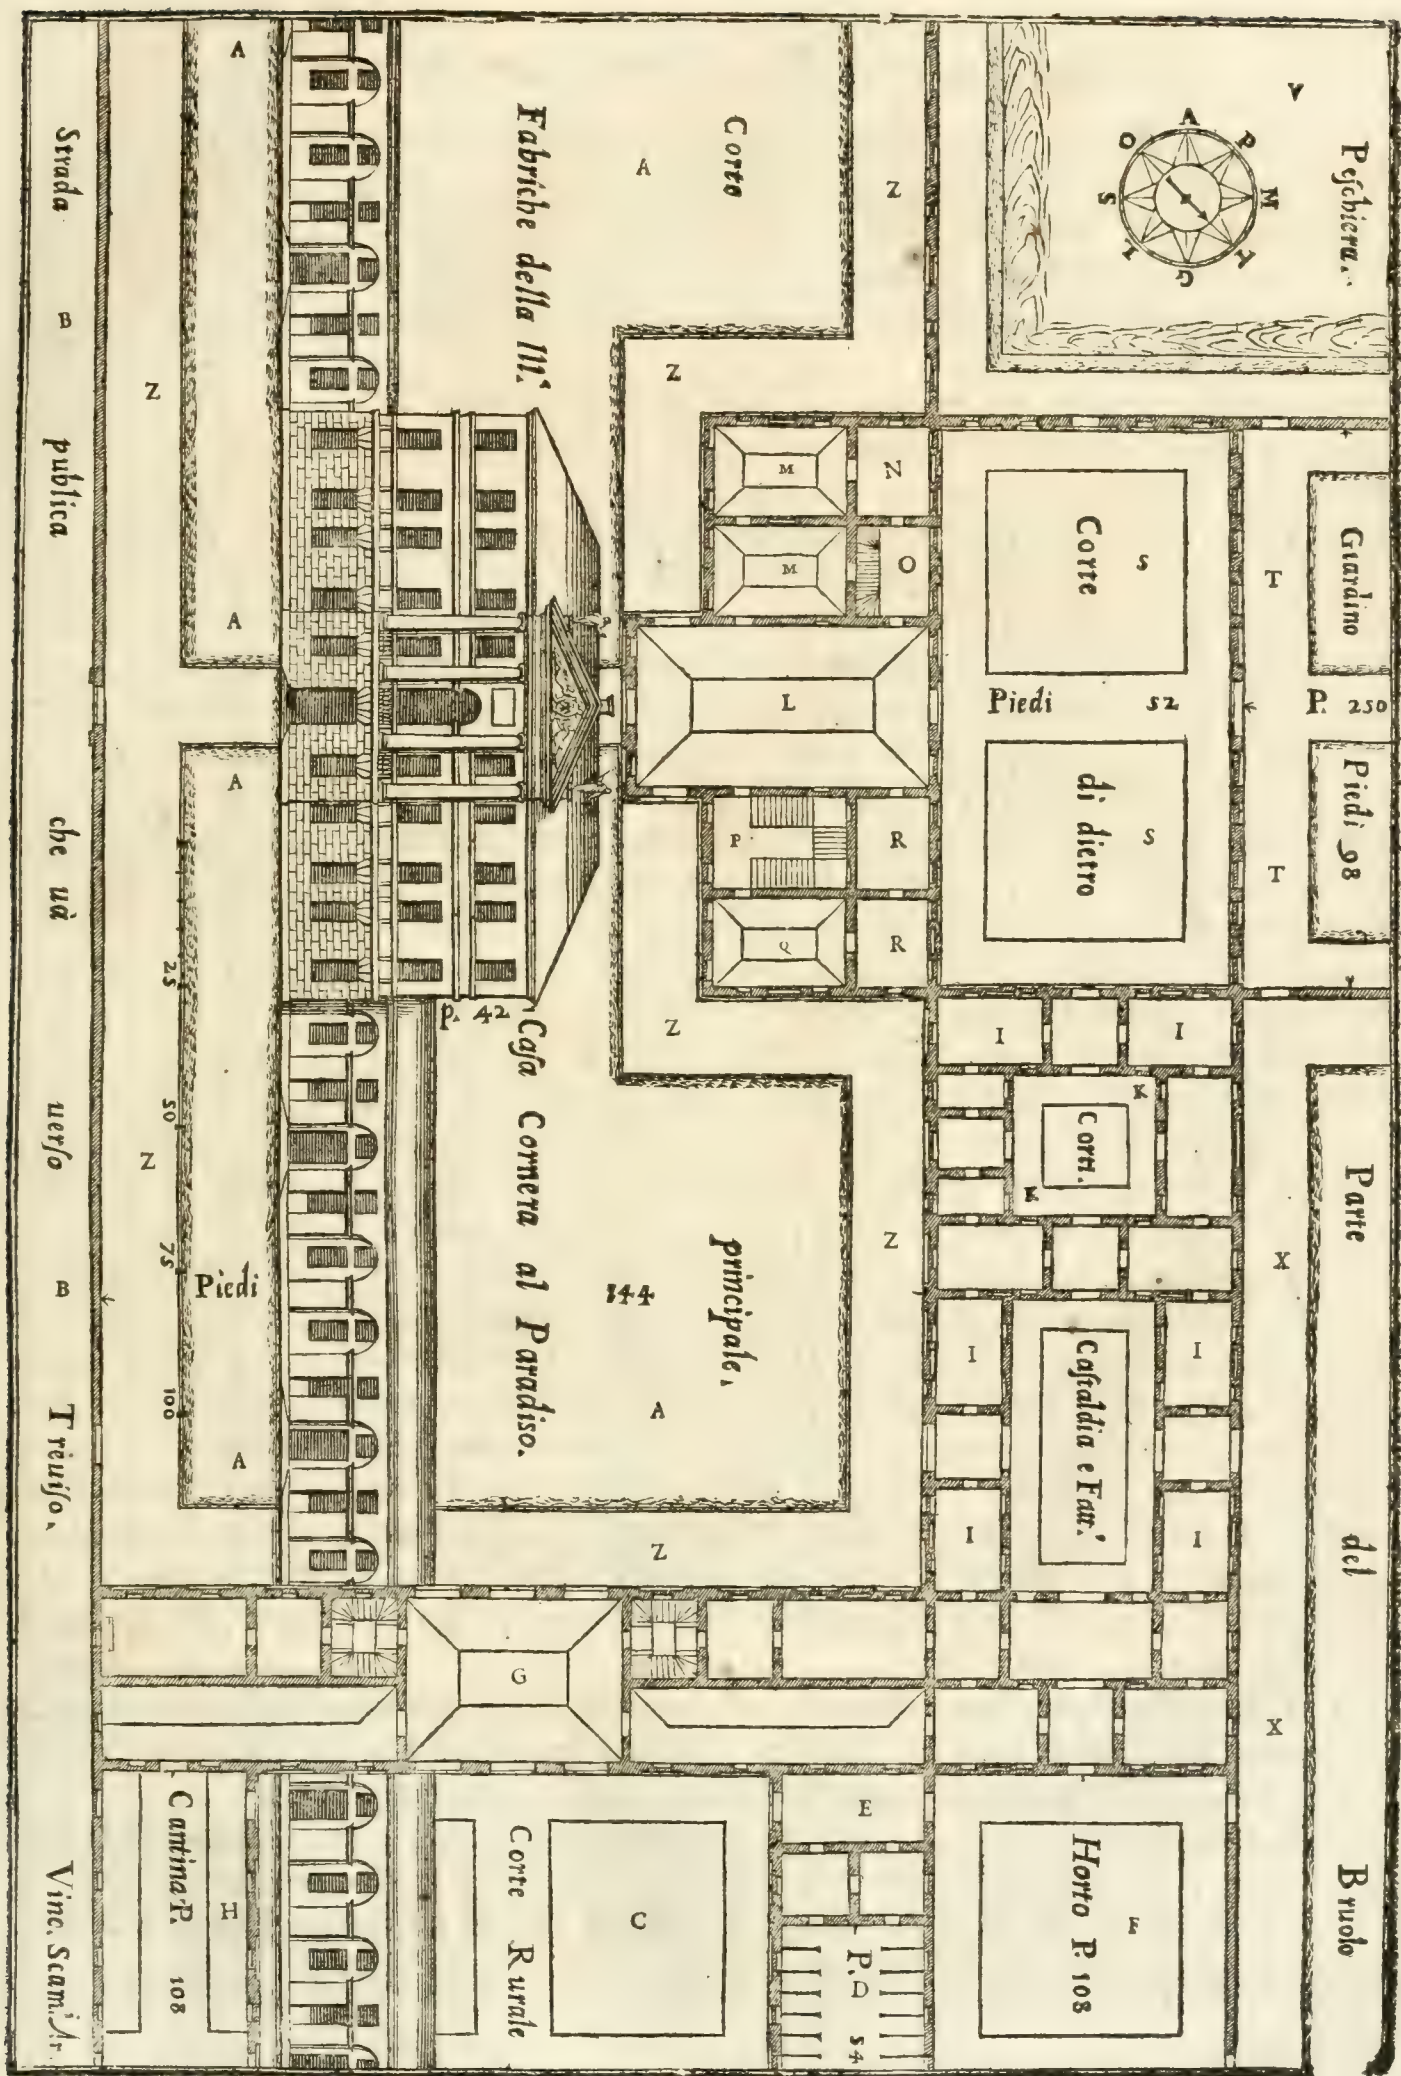 Peſchiera.
V
A
P
M
H
G
L
S
O
Giardino
P. 250
Piedi 98
T
T
Parte del Bruolo
X
X
Corte
S
Piedi 52
di dietro
S
I
I
K
Corti.
K
I
I
Caſtaldia e Fatt.ᵃ
I
I
Horto P. 108
F
Corte
A
Z
Z
N
M
O
M
L
P
R
Q
R
Z
Z
principale,
144
A
Z
E
P. D 54
Fabriche della Ill.ᵉ Caſa Cornera al Paradiso.
P. 42
G
Corte Rurale
C
A
A
A
A
Z
Z
Piedi
25
50
75
100
Cantina P. 108
H
Strada publica che uà uerſo Treuiſo,
B
B
Vinc. Scam. Ar.